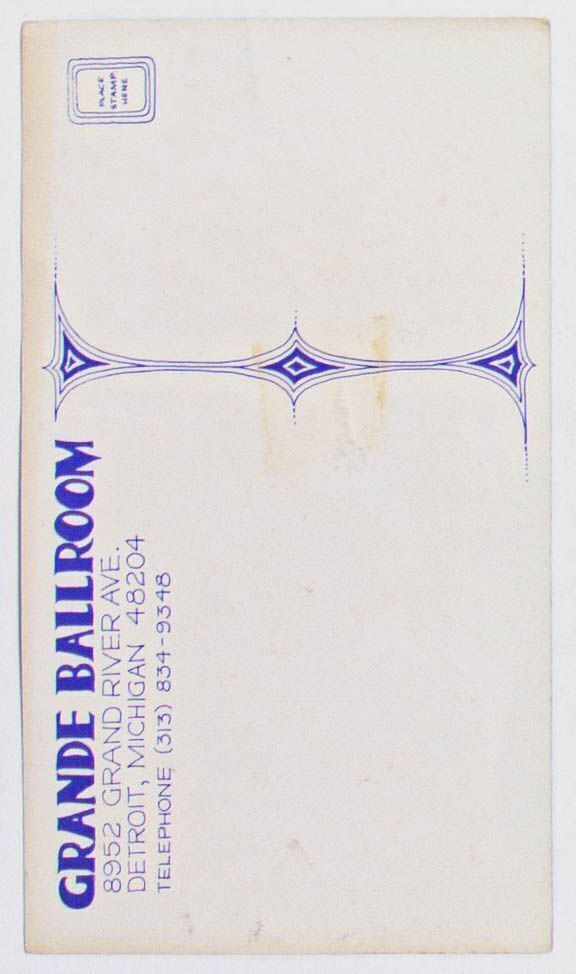 GRANDE BALLROOM
8952 GRAND RIVER AVE.
DETROIT, MICHIGAN 48204
TELEPHONE (313) 834-9348
PLACE
STAMP
HERE